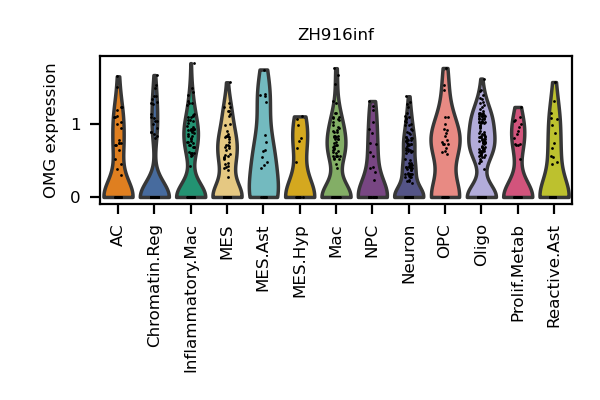 ZH916inf
OMG expression
1
0
AC
Chromatin.Reg
Inflammatory.Mac
MES
MES.Ast
MES.Hyp
Mac
NPC
Neuron
OPC
Oligo
Prolif.Metab
Reactive.Ast